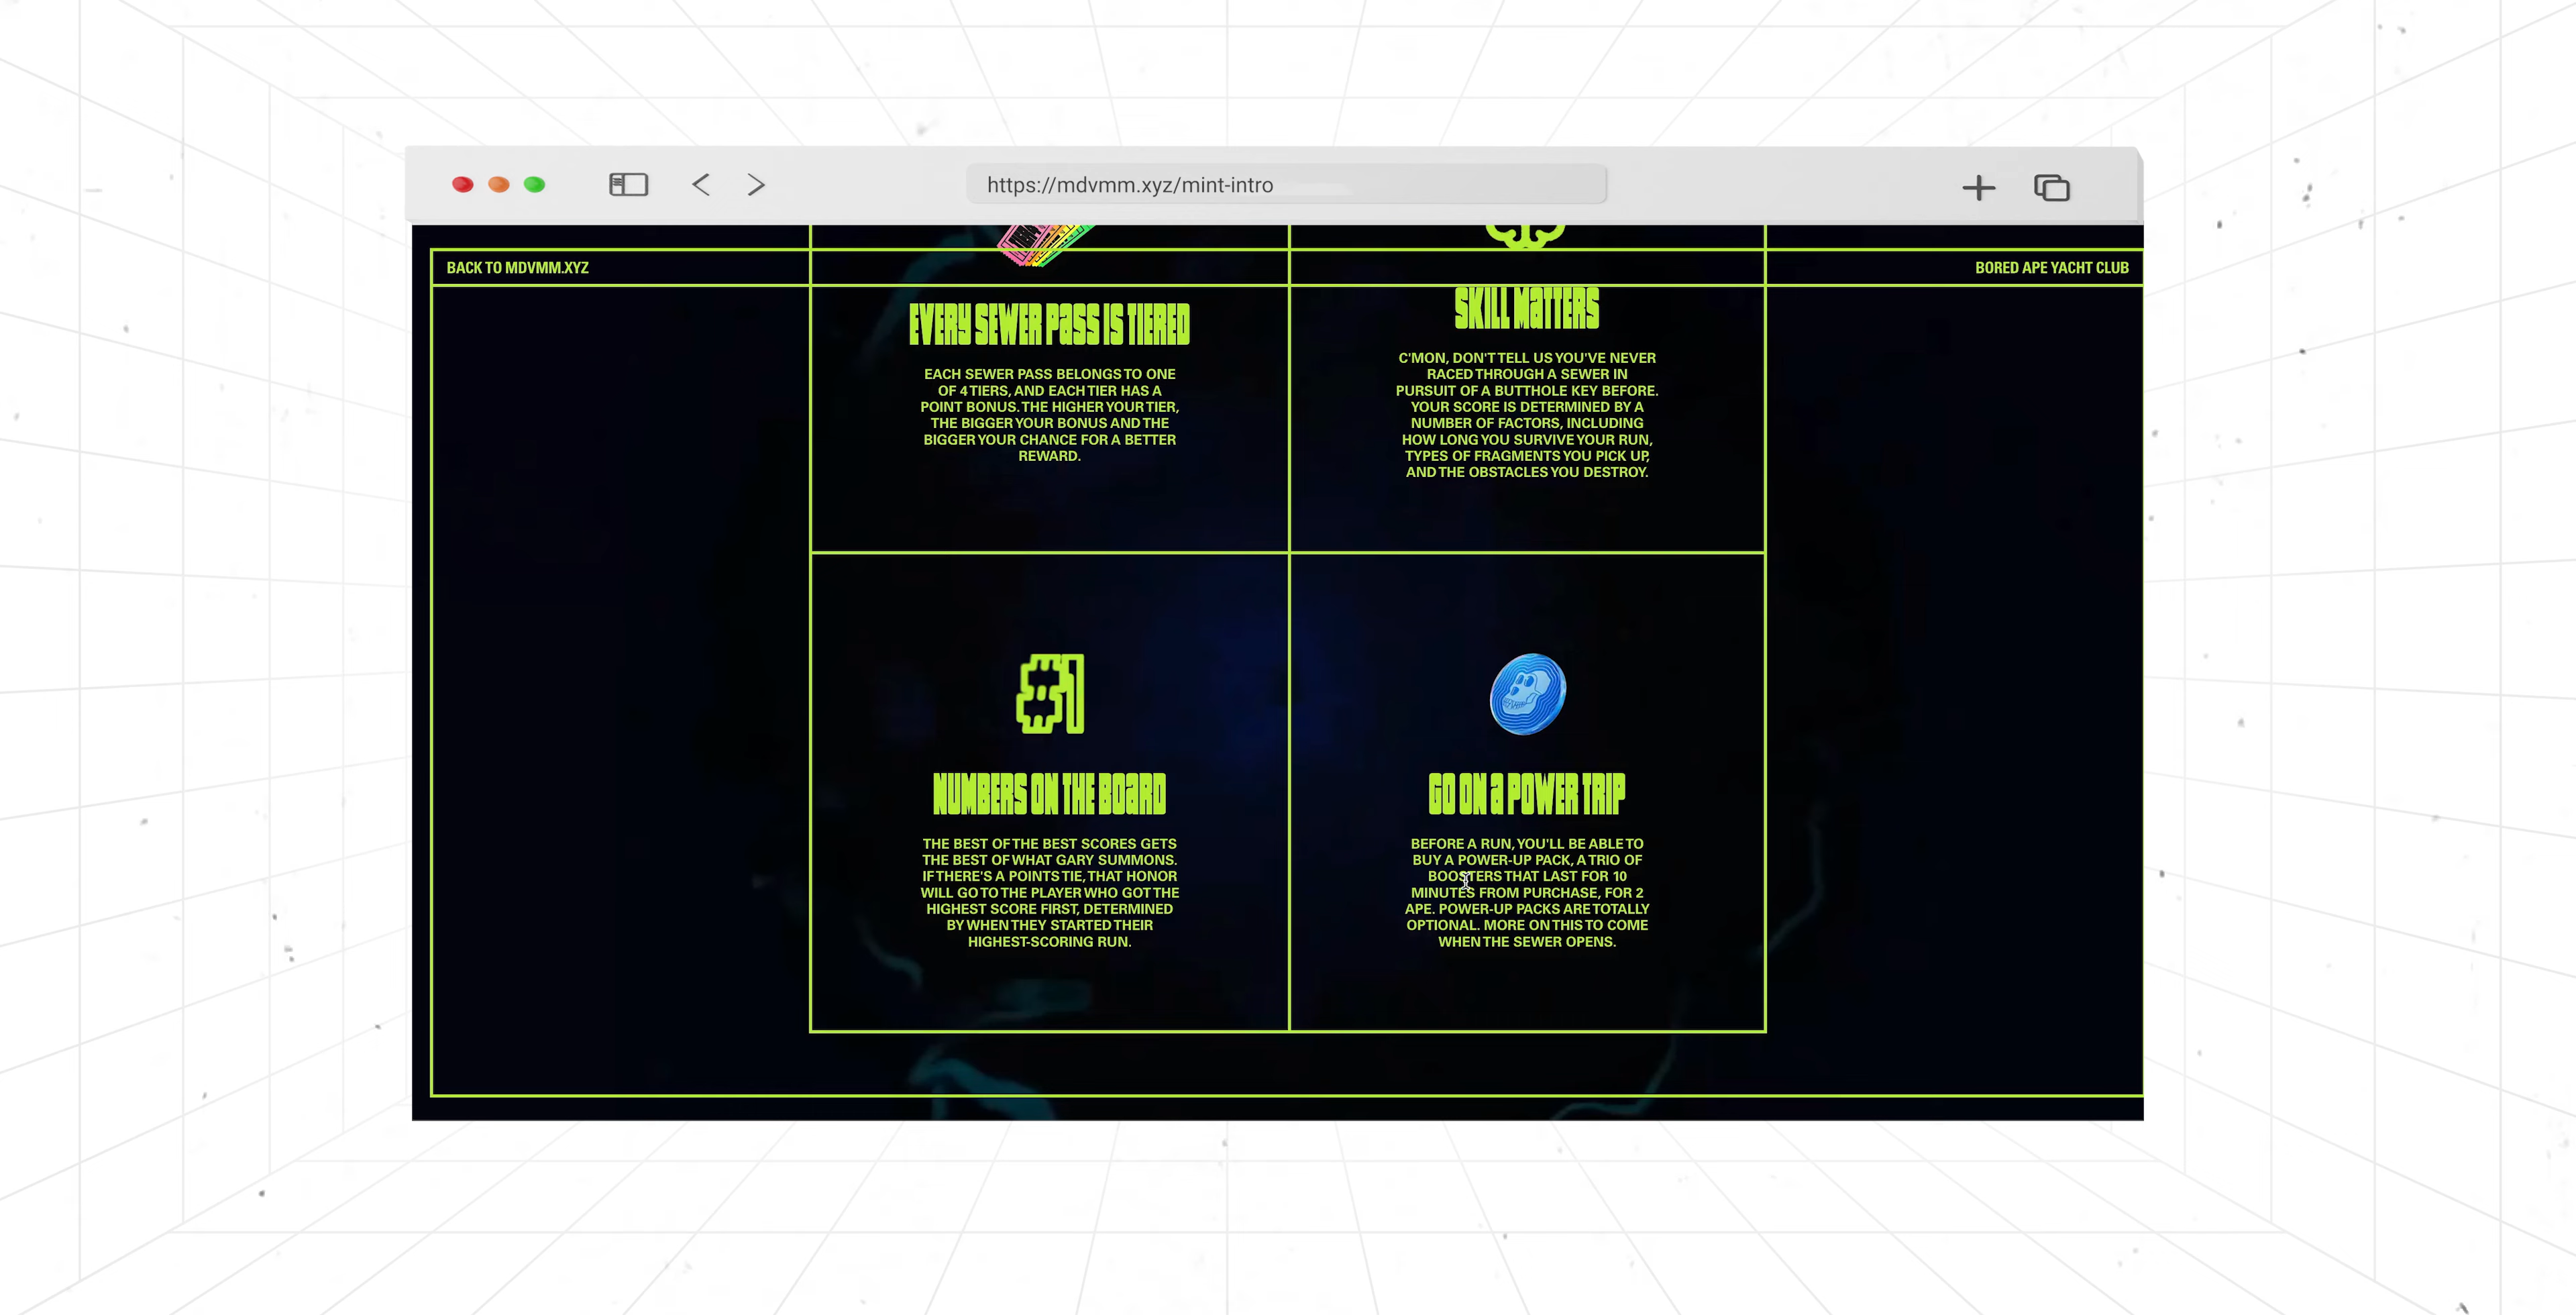 https://mdvmm.xyz/mint-intro
BACK TO MDVMM.XYZ
BORED APE YACHT CLUB
EVERY SEWER PASS IS TIERED
EACH SEWER PASS BELONGS TO ONE
OF 4 TIERS, AND EACH TIER HAS A
POINT BONUS. THE HIGHER YOUR TIER,
THE BIGGER YOUR BONUS AND THE
BIGGER YOUR CHANCE FOR A BETTER
REWARD.
SKILL MATTERS
C'MON, DON'T TELL US YOU'VE NEVER
RACED THROUGH A SEWER IN
PURSUIT OF A BUTTHOLE KEY BEFORE.
YOUR SCORE IS DETERMINED BY A
NUMBER OF FACTORS, INCLUDING
HOW LONG YOU SURVIVE YOUR RUN,
TYPES OF FRAGMENTS YOU PICK UP,
AND THE OBSTACLES YOU DESTROY.
#1
NUMBERS ON THE BOARD
THE BEST OF THE BEST SCORES GETS
THE BEST OF WHAT GARY SUMMONS.
IF THERE'S A POINTS TIE, THAT HONOR
WILL GO TO THE PLAYER WHO GOT THE
HIGHEST SCORE FIRST, DETERMINED
BY WHEN THEY STARTED THEIR
HIGHEST-SCORING RUN.
GO ON A POWER TRIP
BEFORE A RUN, YOU'LL BE ABLE TO
BUY A POWER-UP PACK, A TRIO OF
BOOSTERS THAT LAST FOR 10
MINUTES FROM PURCHASE, FOR 2
APE. POWER-UP PACKS ARE TOTALLY
OPTIONAL. MORE ON THIS TO COME
WHEN THE SEWER OPENS.